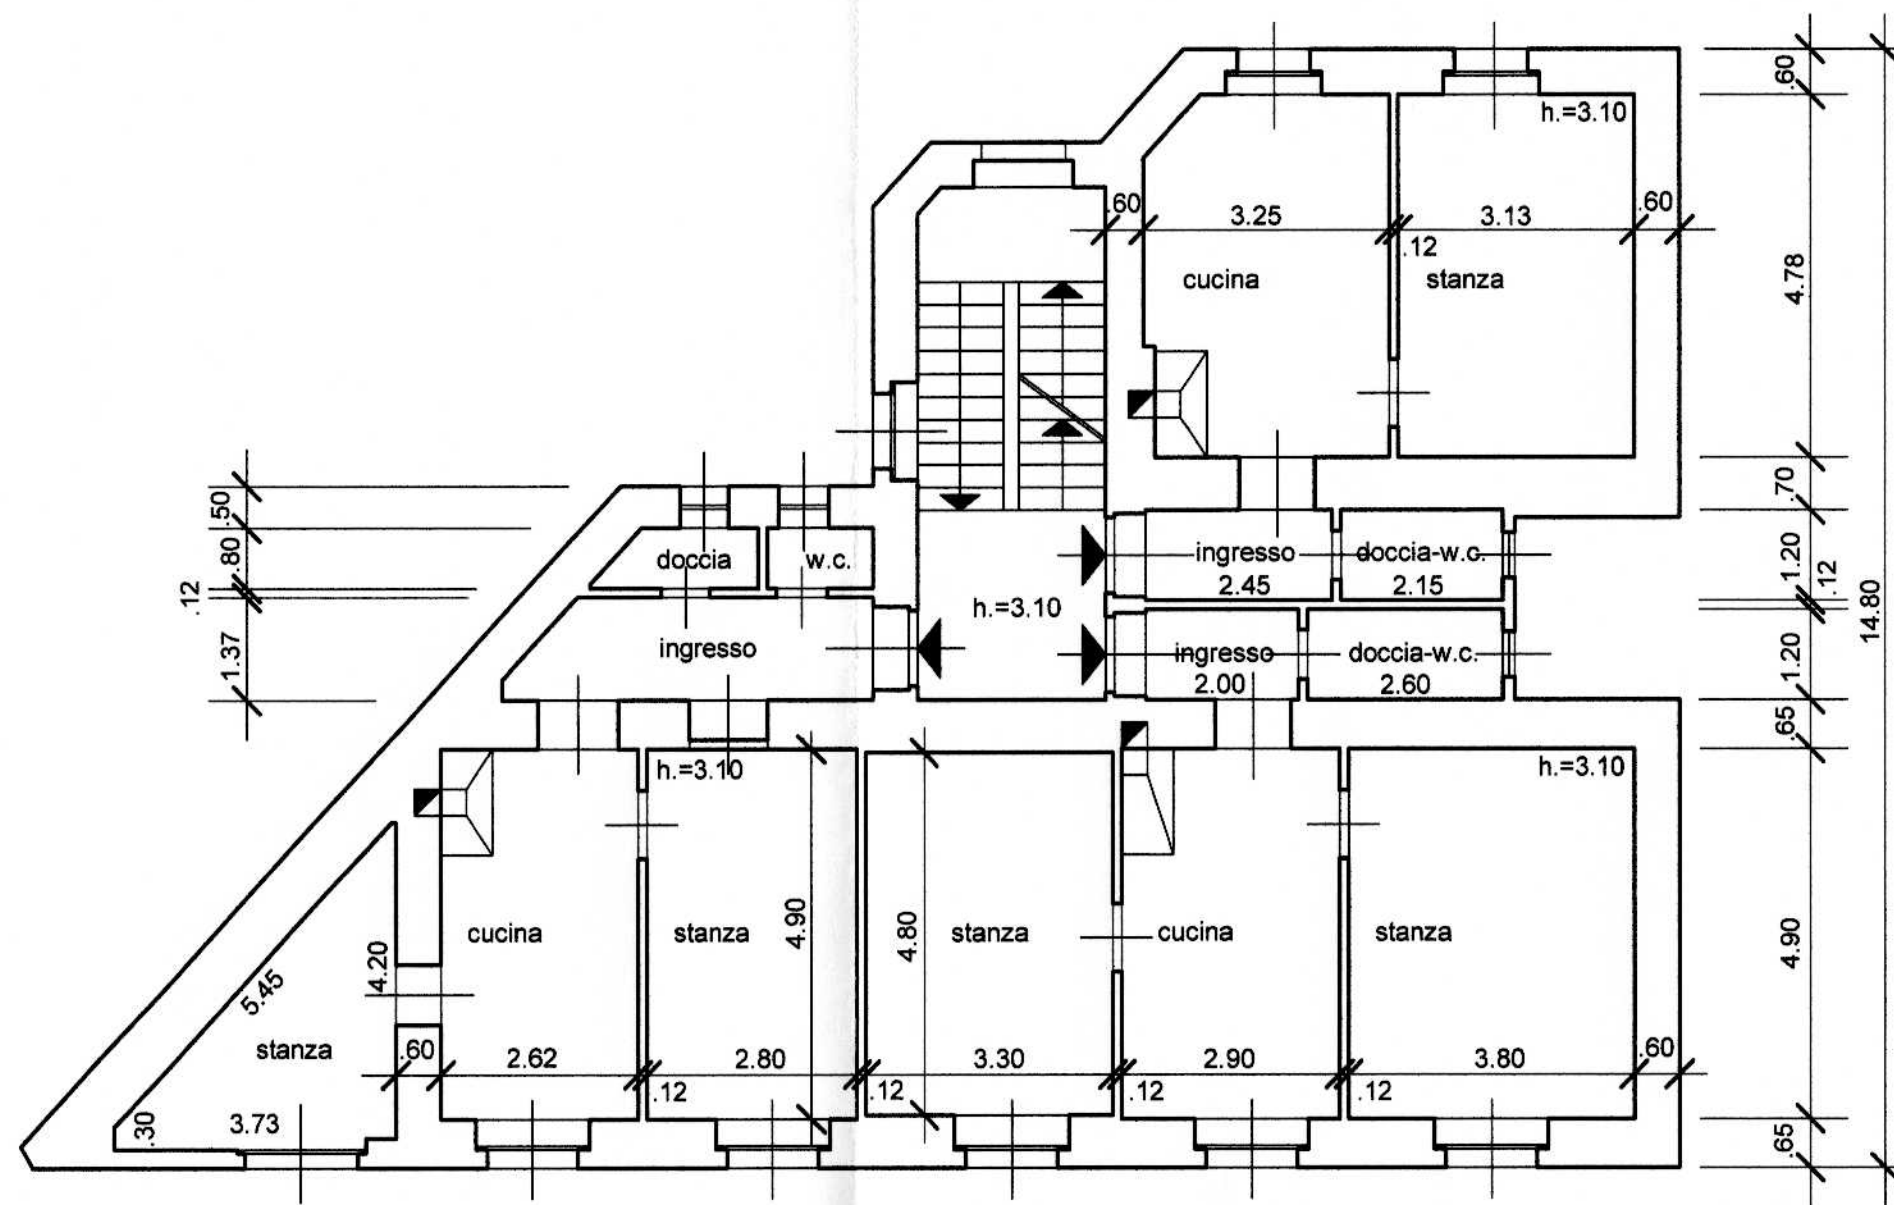 .60
h.=3.10
.60
3.25
3.13
.60
.12
cucina
stanza
4.78
.50
.70
.80
doccia
w.c.
ingresso
doccia-w.c.
1.20
2.45
2.15
.12
.12
h.=3.10
14.80
1.37
ingresso
ingresso
doccia-w.c.
1.20
2.00
2.60
.65
h.=3.10
h.=3.10
4.90
4.80
cucina
stanza
stanza
cucina
stanza
4.90
4.20
5.45
stanza
.60
2.62
2.80
3.30
2.90
3.80
.60
.12
.12
.12
.12
.30
3.73
.65